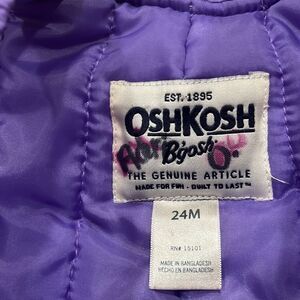 EST. 1895
OSHKOSH
B'gosh
THE GENUINE ARTICLE
MADE FOR FUN - BUILT TO LAST™
24M
RN# 15101
MADE IN BANGLADESH
HECHO EN BANGLADESH